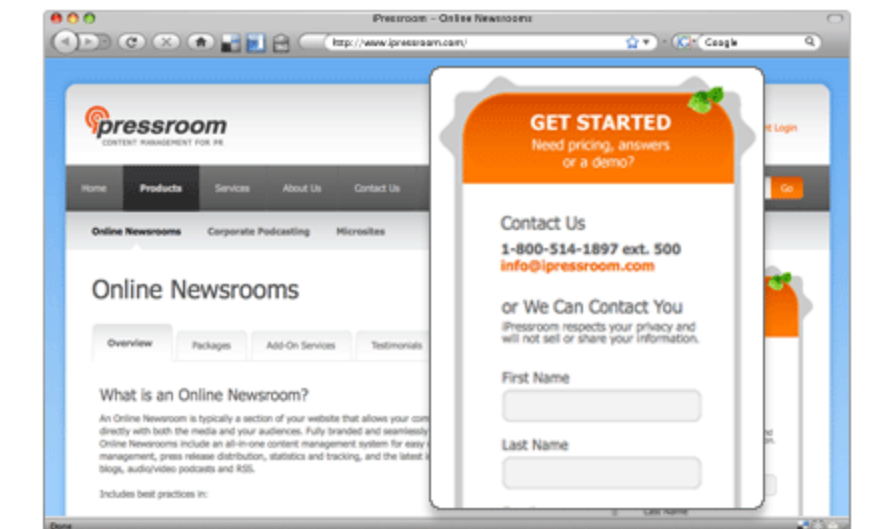 iPressroom – Online Newsrooms
http://www.ipressroom.com/
Google
ipressroom
CONTENT MANAGEMENT FOR PR
Login
Home Products Services About Us Contact Us
Go
Online Newsrooms Corporate Podcasting Microsites
Online Newsrooms
Overview Packages Add-On Services Testimonials
What is an Online Newsroom?
An Online Newsroom is typically a section of your website that allows your com
directly with both the media and your audiences. Fully branded and seamlessly
Online Newsrooms include an all-in-one content management system for easy
management, press release distribution, statistics and tracking, and the latest i
blogs, audio/video podcasts and RSS.
Includes best practices in:
GET STARTED
Need pricing, answers
or a demo?
Contact Us
1-800-514-1897 ext. 500
info@ipressroom.com
or We Can Contact You
iPressroom respects your privacy and
will not sell or share your information.
First Name
Last Name
Last Name
Done